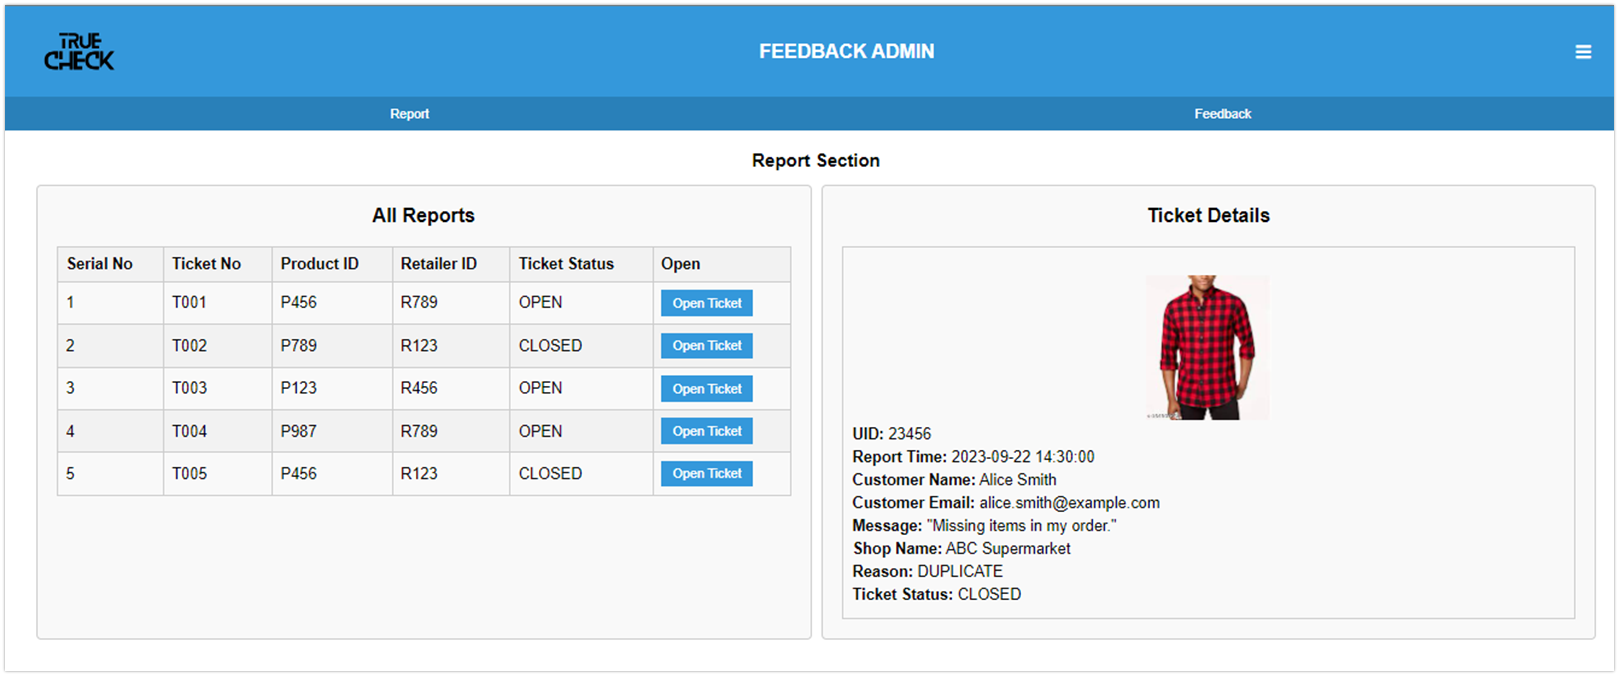 TRUE
CHECK
FEEDBACK ADMIN
Report Feedback
Report Section
All Reports
Serial No Ticket No Product ID Retailer ID Ticket Status Open
1 T001 P456 R789 OPEN Open Ticket
2 T002 P789 R123 CLOSED Open Ticket
3 T003 P123 R456 OPEN Open Ticket
4 T004 P987 R789 OPEN Open Ticket
5 T005 P456 R123 CLOSED Open Ticket
Ticket Details
UID: 23456
Report Time: 2023-09-22 14:30:00
Customer Name: Alice Smith
Customer Email: alice.smith@example.com
Message: "Missing items in my order."
Shop Name: ABC Supermarket
Reason: DUPLICATE
Ticket Status: CLOSED